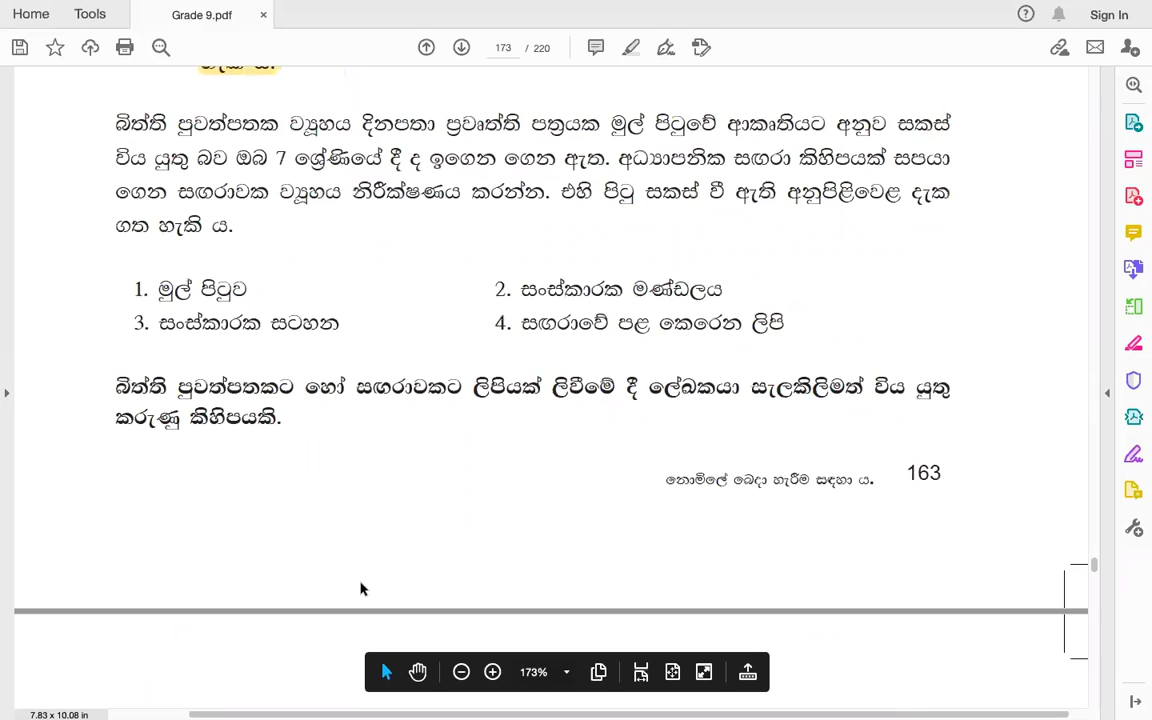 Home Tools Grade 9.pdf × Sign In
173 / 220
හැකි ය.
බිත්ති පුවත්පතක ව්‍යූහය දිනපතා ප්‍රවෘත්ති පත්‍රයක මුල් පිටුවේ ආකෘතියට අනුව සකස්
විය යුතු බව ඔබ 7 ශ්‍රේණියේ දී ද ඉගෙන ගෙන ඇත. අධ්‍යාපනික සඟරා කිහිපයක් සපයා
ගෙන සඟරාවක ව්‍යූහය නිරීක්ෂණය කරන්න. එහි පිටු සකස් වී ඇති අනුපිළිවෙළ දැක
ගත හැකි ය.
1. මුල් පිටුව 2. සංස්කාරක මණ්ඩලය
3. සංස්කාරක සටහන 4. සඟරාවේ පළ කෙරෙන ලිපි
බිත්ති පුවත්පතකට හෝ සඟරාවකට ලිපියක් ලිවීමේ දී ලේඛකයා සැලකිලිමත් විය යුතු
කරුණු කිහිපයකි.
නොමිලේ බෙදා හැරීම සඳහා ය. 163
173%
7.83 x 10.08 in